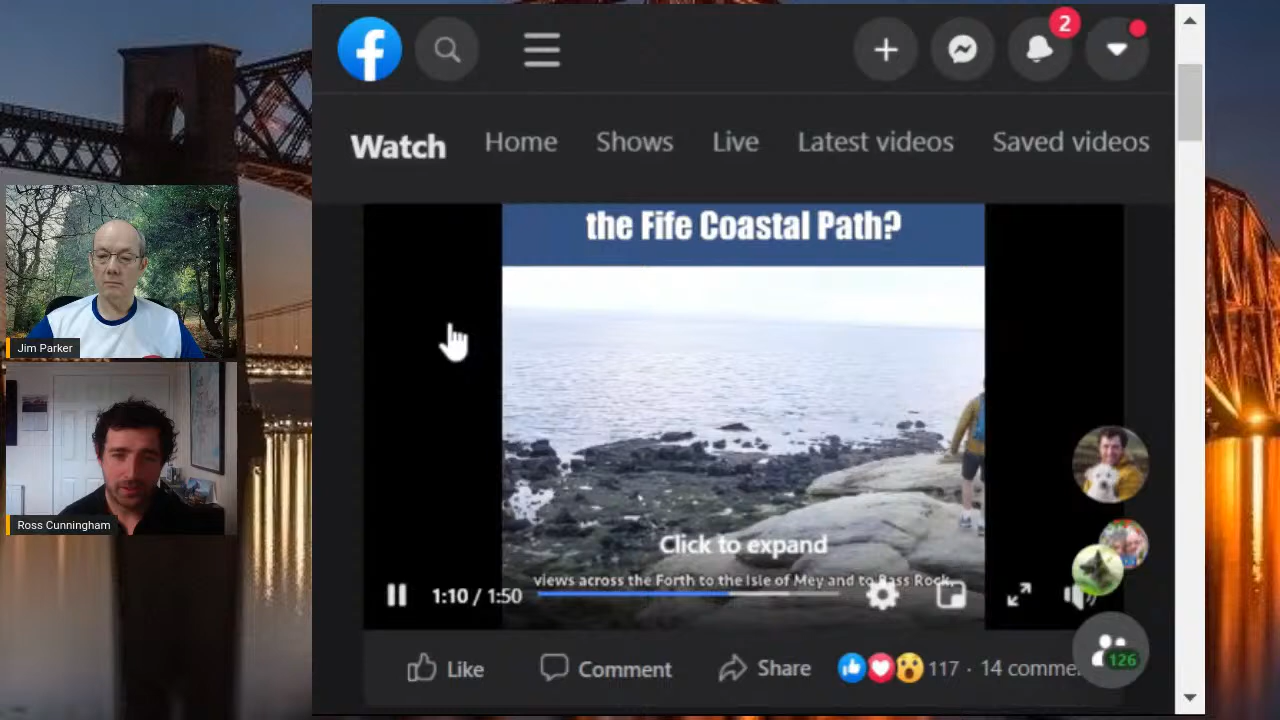 2
Watch
Home
Shows
Live
Latest videos
Saved videos
the Fife Coastal Path?
Jim Parker
Ross Cunningham
Click to expand
views across the Forth to the Isle of Mey and to Bass Rock,
1:10 / 1:50
Like
Comment
Share
117 · 14 comme
126